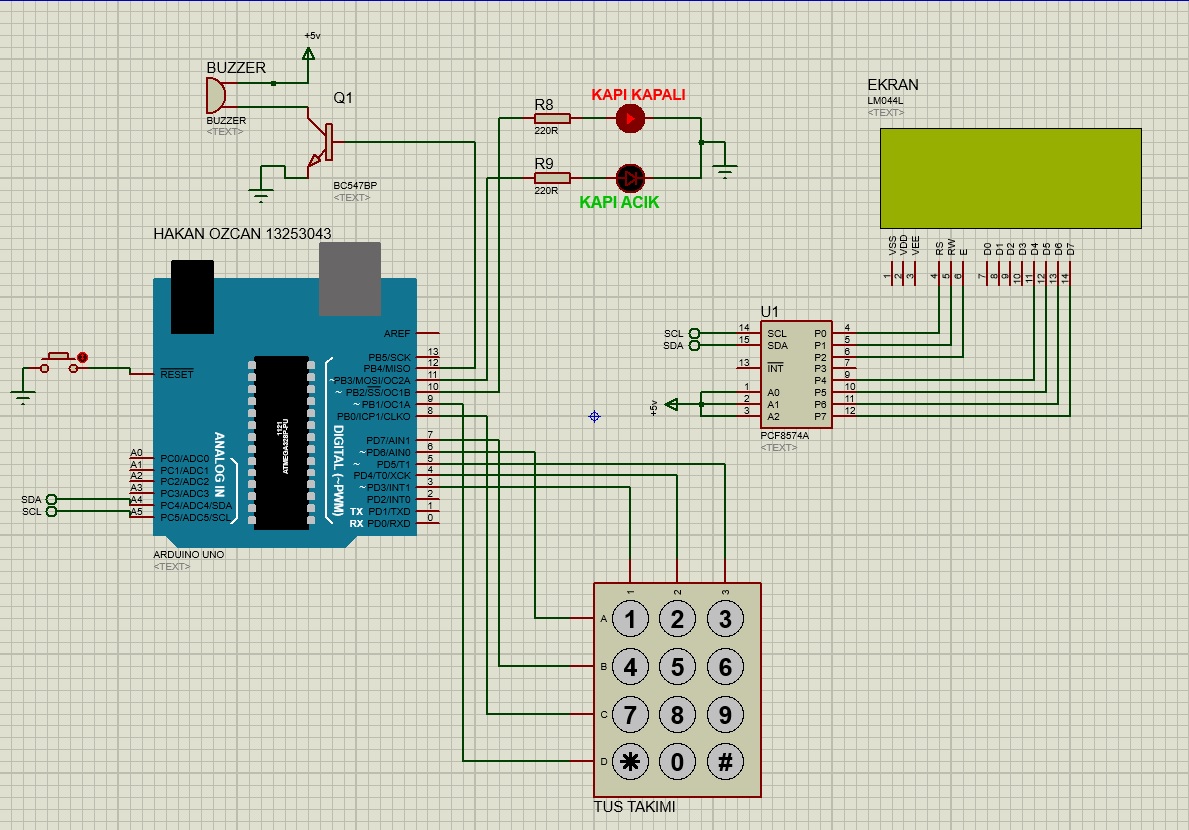 +5v
BUZZER
BUZZER
<TEXT>
Q1
BC547BP
<TEXT>
R8
220R
KAPI KAPALI
R9
220R
KAPI ACIK
EKRAN
LM044L
<TEXT>
VSS VDD VEE RS RW E D0 D1 D2 D3 D4 D5 D6 D7
1 2 3 4 5 6 7 8 9 10 11 12 13 14
HAKAN OZCAN 13253043
AREF
PB5/SCK 13
PB4/MISO 12
~PB3/MOSI/OC2A 11
~ PB2/SS/OC1B 10
~ PB1/OC1A 9
PB0/ICP1/CLKO 8
PD7/AIN1 7
~PD6/AIN0 6
~ PD5/T1 5
PD4/T0/XCK 4
~PD3/INT1 3
PD2/INT0 2
TX PD1/TXD 1
RX PD0/RXD 0
RESET
ANALOG IN
1121
ATMEGA328P-PU
DIGITAL (~PWM)
A0 PC0/ADC0
A1 PC1/ADC1
A2 PC2/ADC2
A3 PC3/ADC3
SDA A4 PC4/ADC4/SDA
SCL A5 PC5/ADC5/SCL
ARDUINO UNO
<TEXT>
U1
SCL 14 SCL P0 4
SDA 15 SDA P1 5
P2 6
13 INT P3 7
P4 9
1 A0 P5 10
+5v 2 A1 P6 11
3 A2 P7 12
PCF8574A
<TEXT>
1 2 3
A 1 2 3
B 4 5 6
C 7 8 9
D * 0 #
TUS TAKIMI